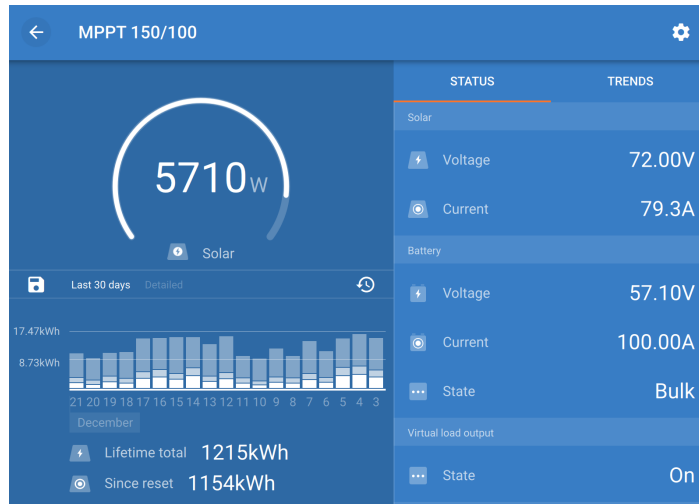 MPPT 150/100
5710W
Solar
Last 30 days Detailed
17.47kWh
8.73kWh
21 20 19 18 17 16 15 14 13 12 11 10 9 8 7 6 5 4 3
December
Lifetime total 1215kWh
Since reset 1154kWh
STATUS TRENDS
Solar
Voltage 72.00V
Current 79.3A
Battery
Voltage 57.10V
Current 100.00A
State Bulk
Virtual load output
State On